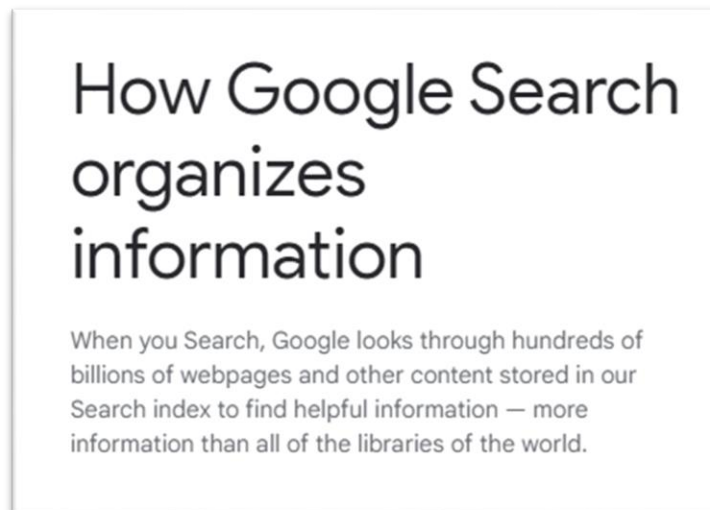 How Google Search
organizes
information
When you Search, Google looks through hundreds of
billions of webpages and other content stored in our
Search index to find helpful information — more
information than all of the libraries of the world.